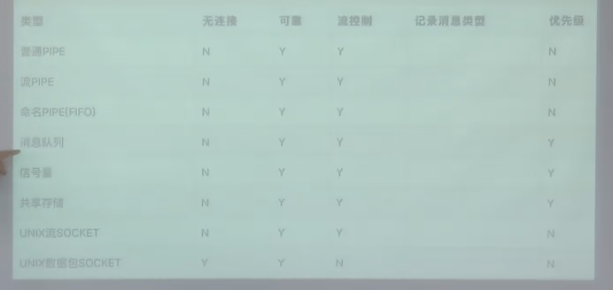 类型 无连接 可靠 流控制 记录消息类型 优先级
普通PIPE N Y Y N
流PIPE N Y Y N
命名PIPE(FIFO) N Y Y N
消息队列 N Y Y Y
信号量 N Y Y Y
共享存储 N Y Y Y
UNIX流SOCKET N Y Y N
UNIX数据包SOCKET Y Y N N